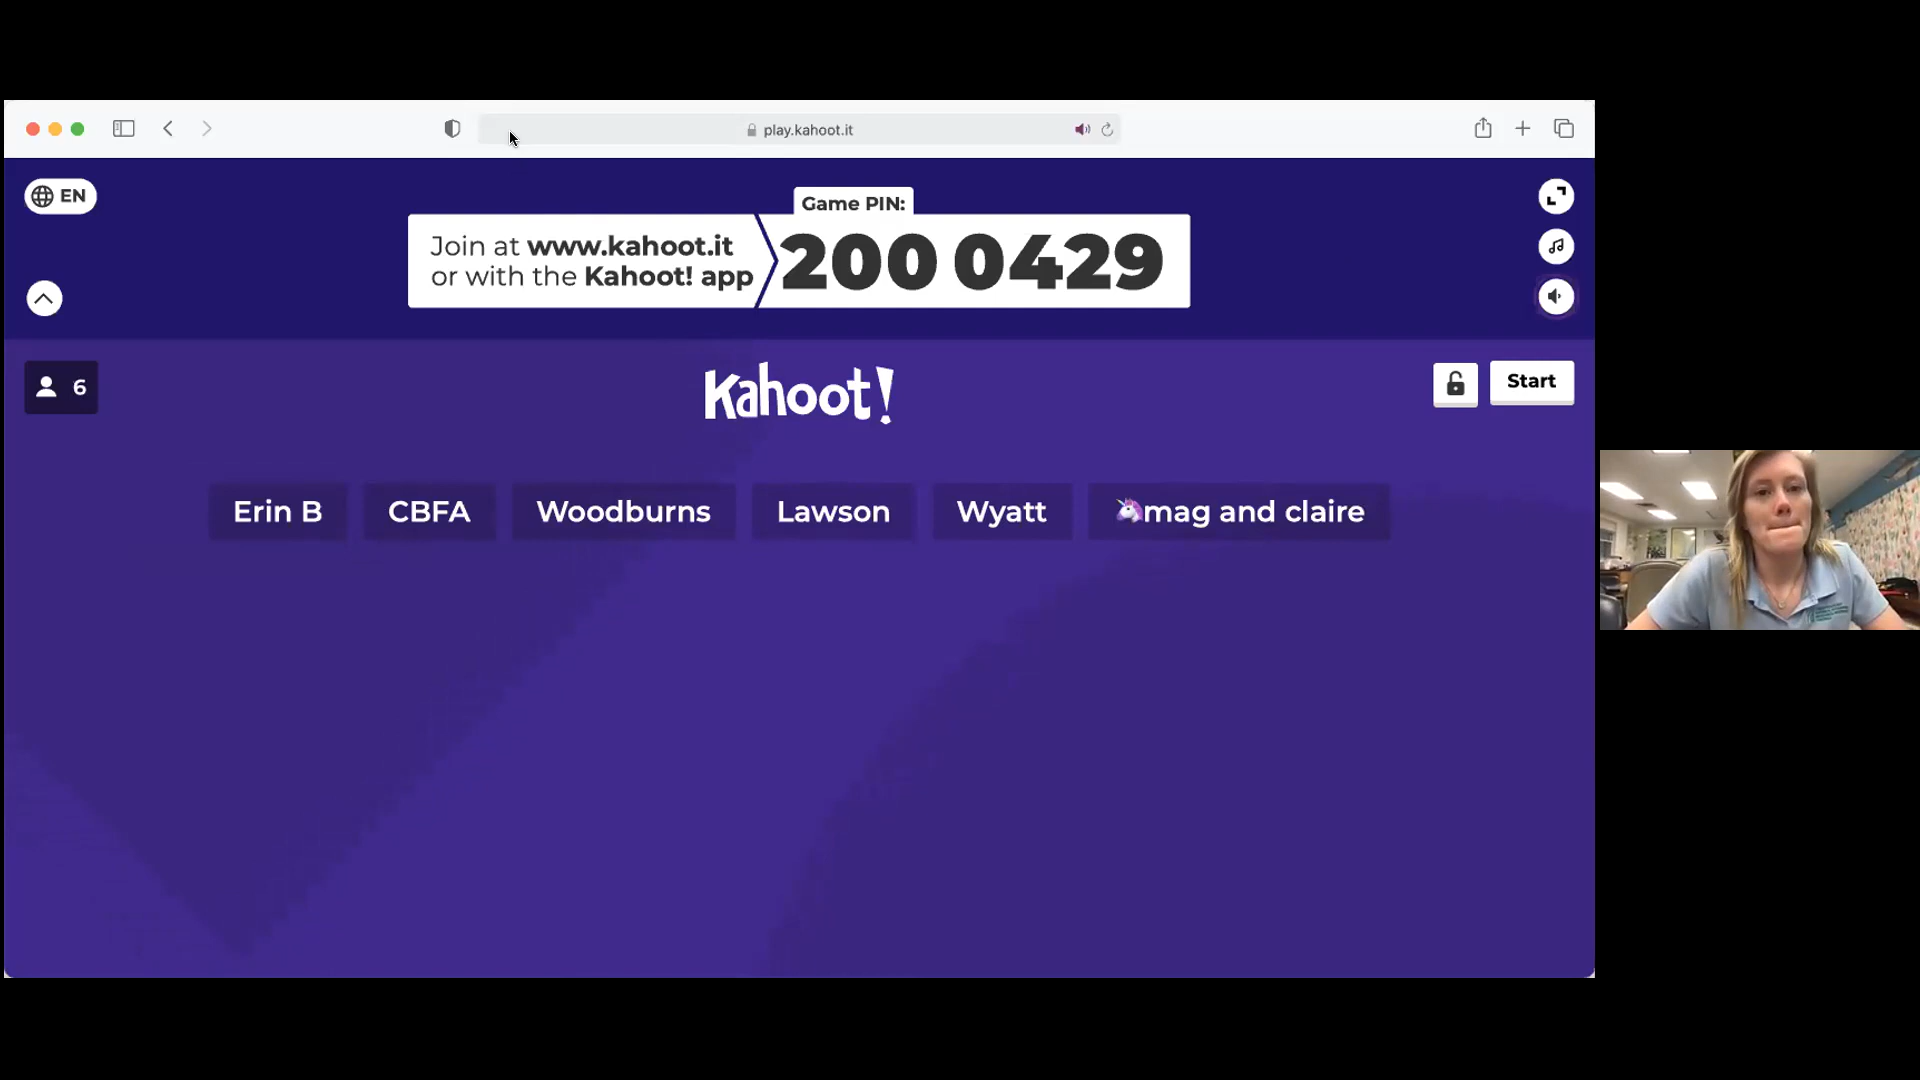 play.kahoot.it
EN
Game PIN:
Join at www.kahoot.it
or with the Kahoot! app
200 0429
6
Kahoot!
Start
Erin B
CBFA
Woodburns
Lawson
Wyatt
🦄mag and claire